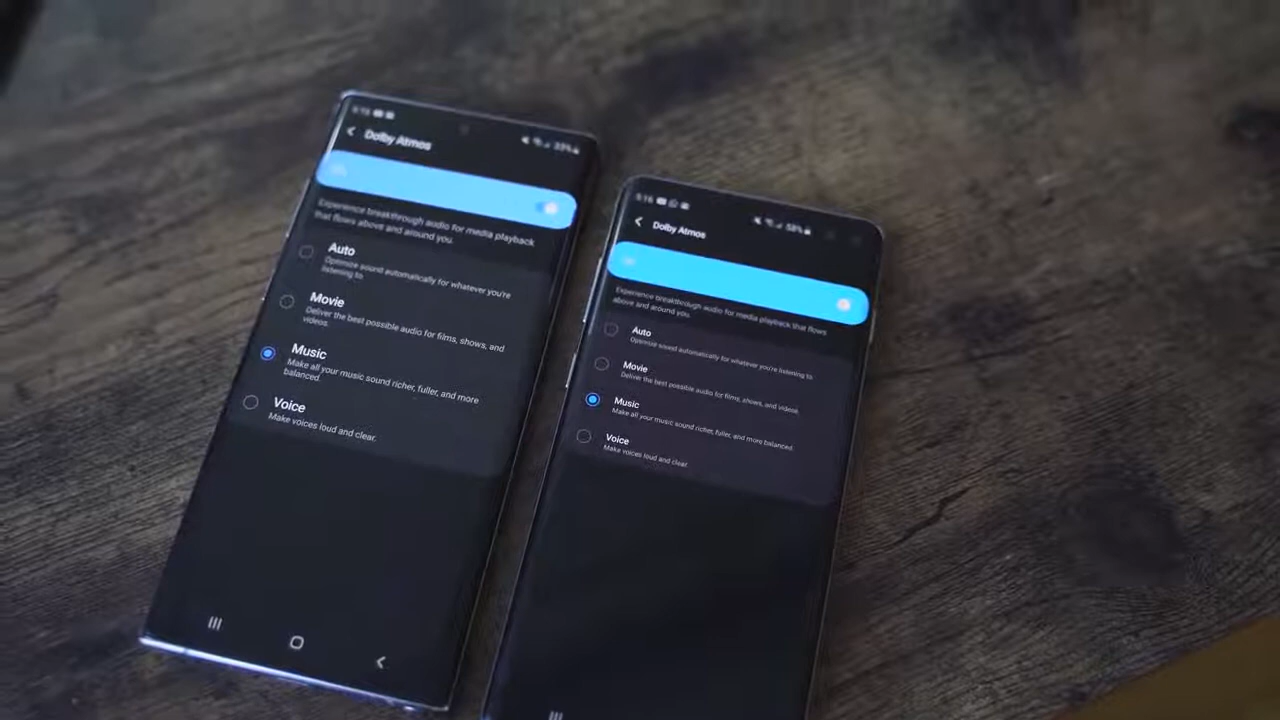 33%
Dolby Atmos
Experience breakthrough audio for media playback
that flows above and around you.
Auto
Optimize sound automatically for whatever you're
listening to.
Movie
Deliver the best possible audio for films, shows, and
videos.
Music
Make all your music sound richer, fuller, and more
balanced.
Voice
Make voices loud and clear.
5:16
58%
Dolby Atmos
Experience breakthrough audio for media playback that flows
above and around you.
Auto
Optimize sound automatically for whatever you're listening to.
Movie
Deliver the best possible audio for films, shows, and videos.
Music
Make all your music sound richer, fuller, and more balanced.
Voice
Make voices loud and clear.